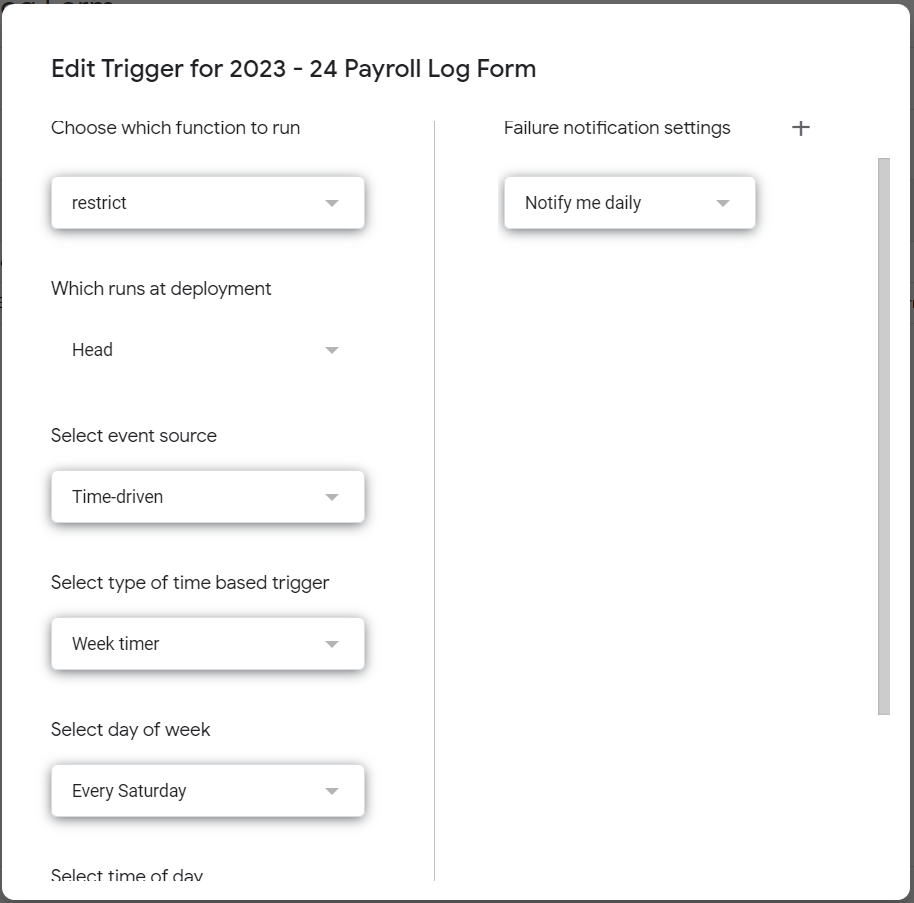 Edit Trigger for 2023 - 24 Payroll Log Form
Choose which function to run
restrict
Which runs at deployment
Head
Select event source
Time-driven
Select type of time based trigger
Week timer
Select day of week
Every Saturday
Select time of day
Failure notification settings
Notify me daily